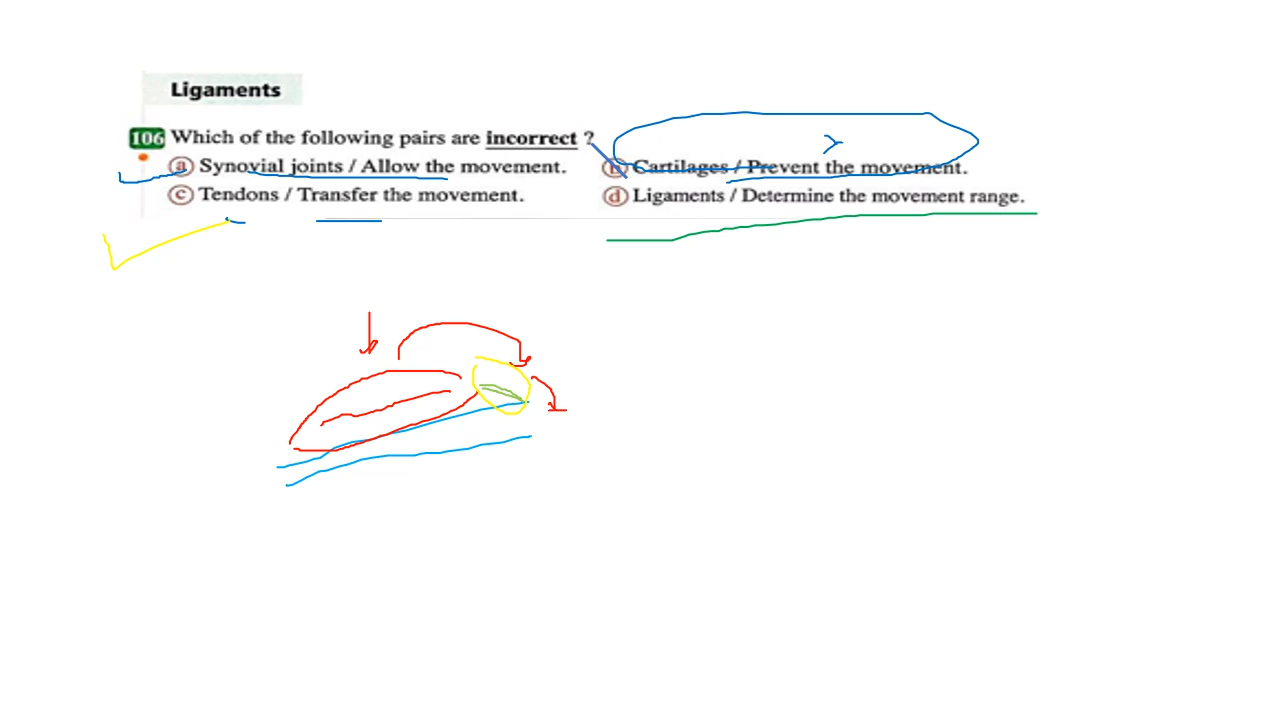 Ligaments
106 Which of the following pairs are incorrect ?
a Synovial joints / Allow the movement.
b Cartilages / Prevent the movement.
c Tendons / Transfer the movement.
d Ligaments / Determine the movement range.